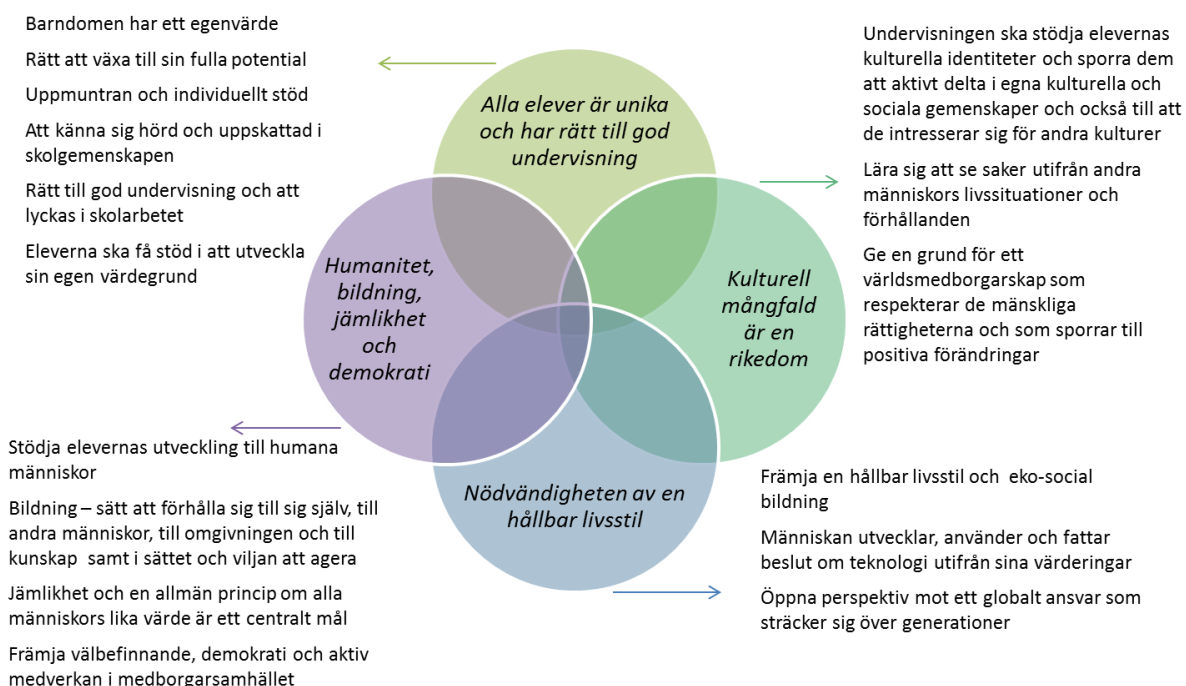 Barndomen har ett egenvärde
Rätt att växa till sin fulla potential
Uppmuntran och individuellt stöd
Att känna sig hörd och uppskattad i
skolgemenskapen
Rätt till god undervisning och att
lyckas i skolarbetet
Eleverna ska få stöd i att utveckla
sin egen värdegrund
Alla elever är unika
och har rätt till god
undervisning
Undervisningen ska stödja elevernas
kulturella identiteter och sporra dem
att aktivt delta i egna kulturella och
sociala gemenskaper och också till att
de intresserar sig för andra kulturer
Lära sig att se saker utifrån andra
människors livssituationer och
förhållanden
Ge en grund för ett
världsmedborgarskap som
respekterar de mänskliga
rättigheterna och som sporrar till
positiva förändringar
Humanitet,
bildning,
jämlikhet
och
demokrati
Kulturell
mångfald
är en
rikedom
Stödja elevernas utveckling till humana
människor
Bildning – sätt att förhålla sig till sig själv, till
andra människor, till omgivningen och till
kunskap samt i sättet och viljan att agera
Jämlikhet och en allmän princip om alla
människors lika värde är ett centralt mål
Främja välbefinnande, demokrati och aktiv
medverkan i medborgarsamhället
Nödvändigheten av en
hållbar livsstil
Främja en hållbar livsstil och eko-social
bildning
Människan utvecklar, använder och fattar
beslut om teknologi utifrån sina värderingar
Öppna perspektiv mot ett globalt ansvar som
sträcker sig över generationer